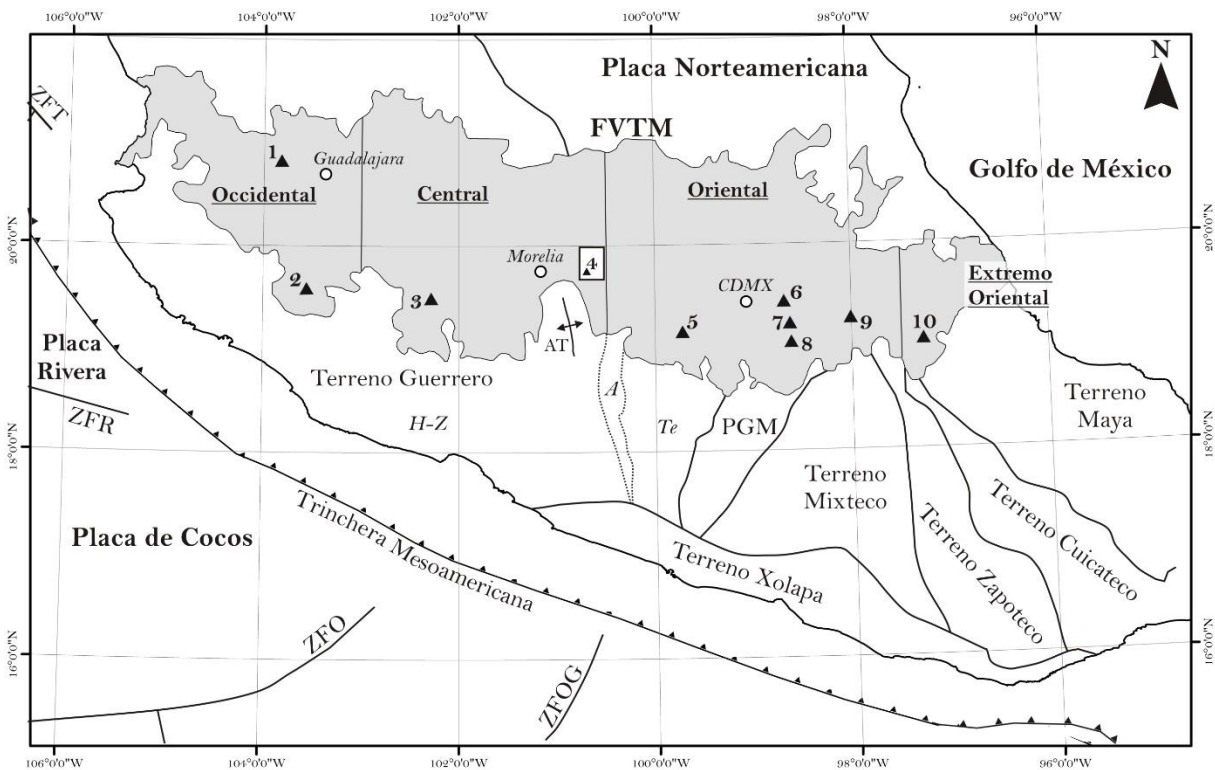 106°0'0"W
104°0'0"W
102°0'0"W
100°0'0"W
98°0'0"W
96°0'0"W
N
Placa Norteamericana
ZFT
FVTM
1
Guadalajara
Golfo de México
Occidental
Central
Oriental
20°0'0"N
20°0'0"N
Morelia
4
Extremo
Oriental
2
3
CDMX
6
5
7
8
9
10
AT
Placa
Rivera
Terreno Guerrero
A
Terreno
Maya
ZFR
H-Z
Te
PGM
18°0'0"N
18°0'0"N
Terreno
Mixteco
Trinchera Mesoamericana
Placa de Cocos
Terreno Xolapa
Terreno Zapoteco
Terreno Cuicateco
ZFO
ZFOG
16°0'0"N
16°0'0"N
106°0'0"W
104°0'0"W
102°0'0"W
100°0'0"W
98°0'0"W
96°0'0"W